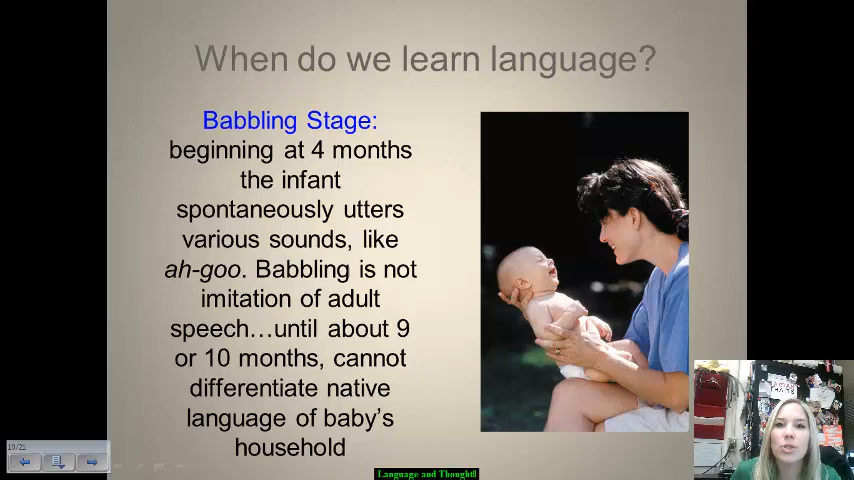 When do we learn language?
Babbling Stage:
beginning at 4 months
the infant
spontaneously utters
various sounds, like
ah-goo. Babbling is not
imitation of adult
speech…until about 9
or 10 months, cannot
differentiate native
language of baby's
household
10/21
Language and Thought